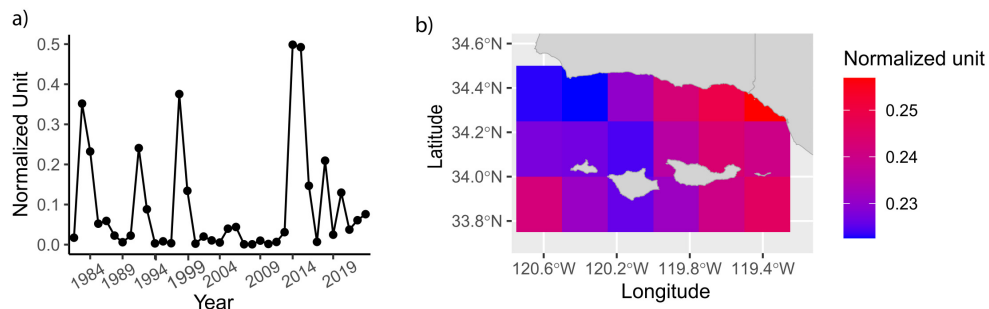 a)
Normalized Unit
0.5
0.4
0.3
0.2
0.1
0.0
1984 1989 1994 1999 2004 2009 2014 2019
Year
b)
Latitude
34.6°N
34.4°N
34.2°N
34.0°N
33.8°N
120.6°W 120.2°W 119.8°W 119.4°W
Longitude
Normalized unit
0.25
0.24
0.23